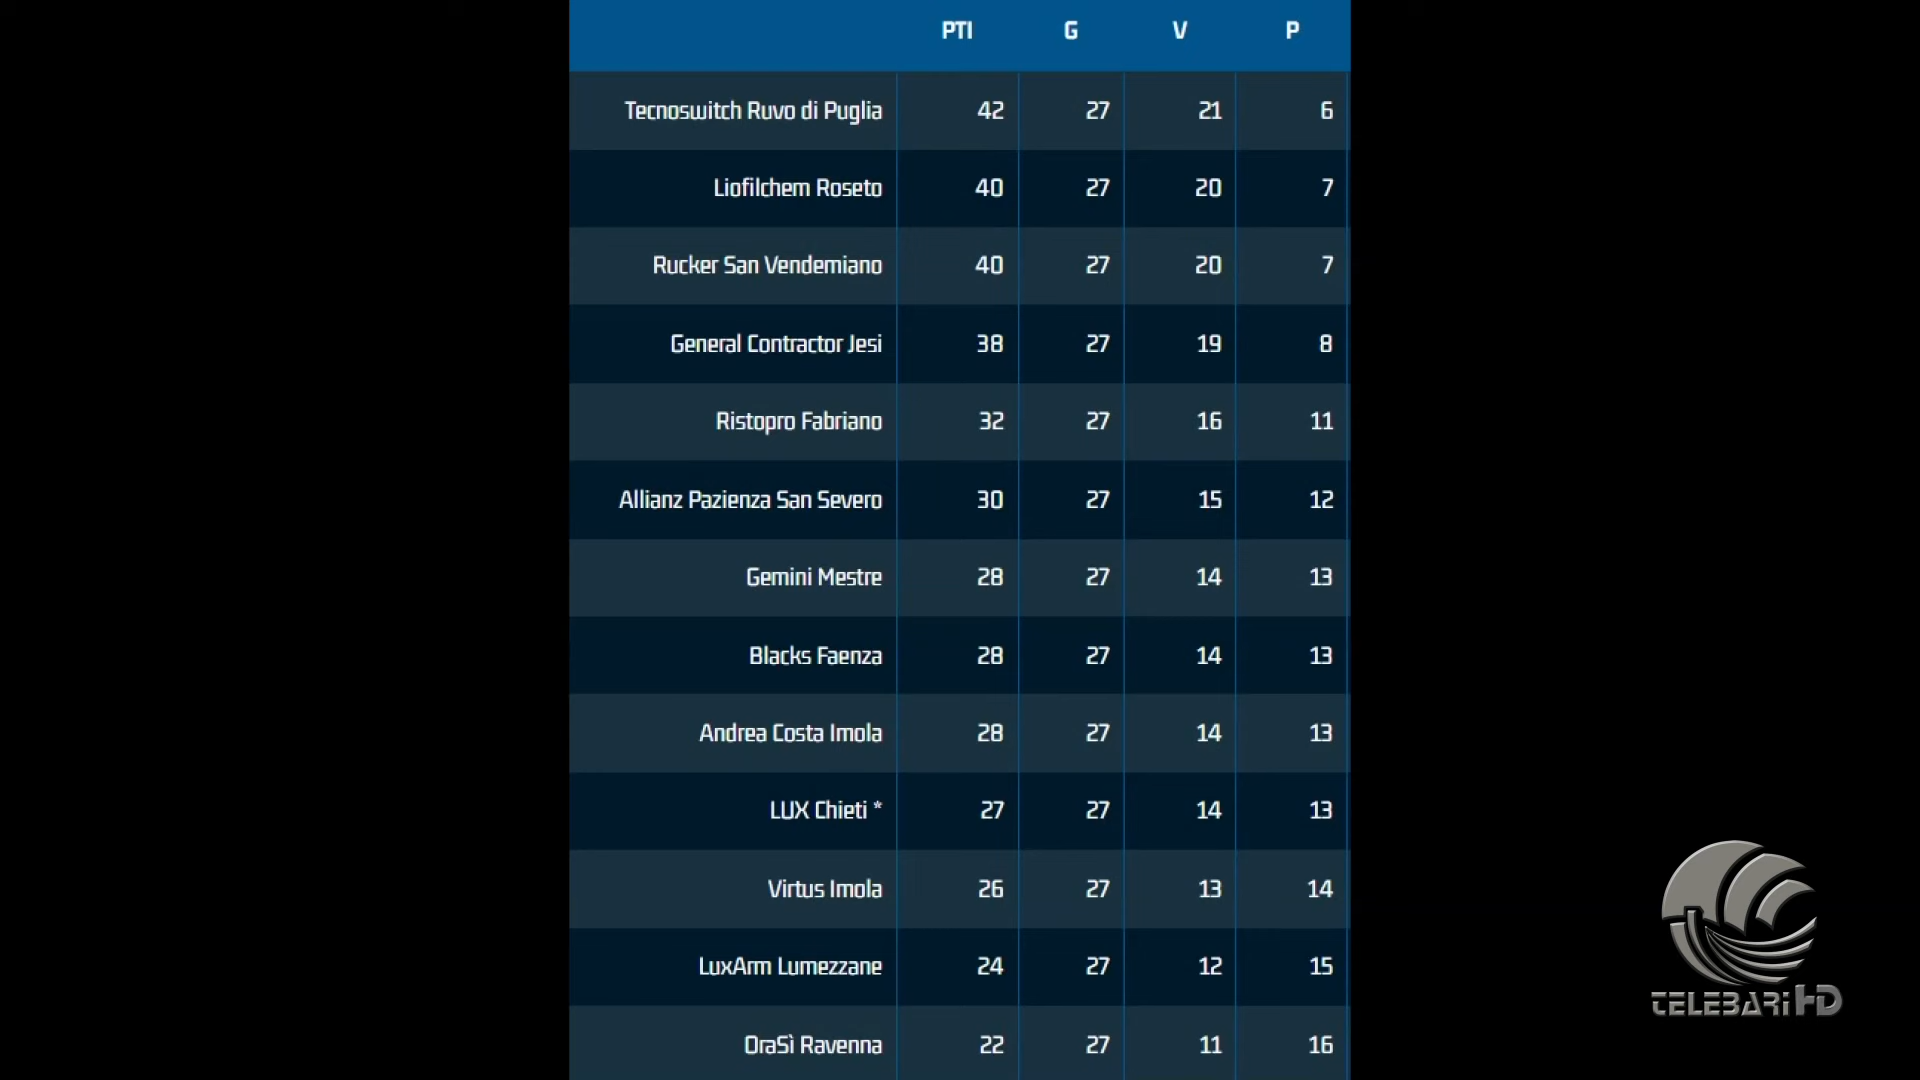 PTI G V P
Tecnoswitch Ruvo di Puglia 42 27 21 6
Liofilchem Roseto 40 27 20 7
Rucker San Vendemiano 40 27 20 7
General Contractor Jesi 38 27 19 8
Ristopro Fabriano 32 27 16 11
Allianz Pazienza San Severo 30 27 15 12
Gemini Mestre 28 27 14 13
Blacks Faenza 28 27 14 13
Andrea Costa Imola 28 27 14 13
LUX Chieti * 27 27 14 13
Virtus Imola 26 27 13 14
LuxArm Lumezzane 24 27 12 15
OraSì Ravenna 22 27 11 16
TELEBARI HD